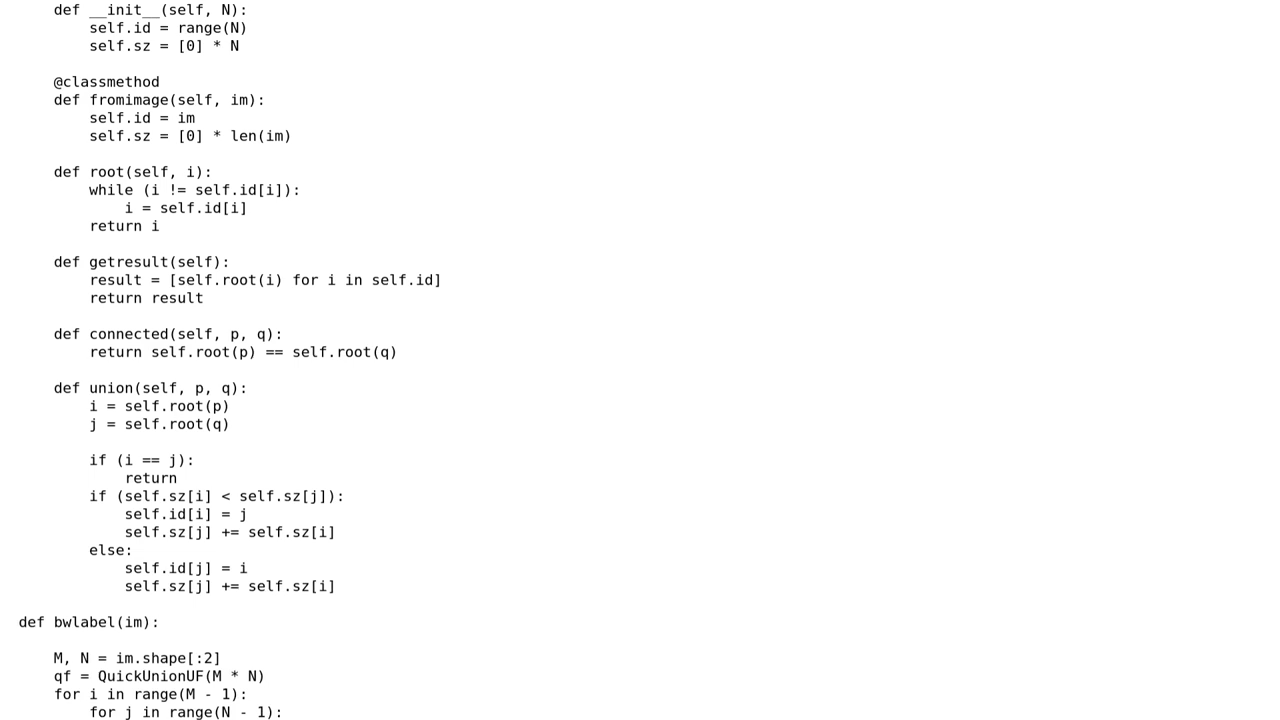 def __init__(self, N):
self.id = range(N)
self.sz = [0] * N
@classmethod
def fromimage(self, im):
self.id = im
self.sz = [0] * len(im)
def root(self, i):
while (i != self.id[i]):
i = self.id[i]
return i
def getresult(self):
result = [self.root(i) for i in self.id]
return result
def connected(self, p, q):
return self.root(p) == self.root(q)
def union(self, p, q):
i = self.root(p)
j = self.root(q)
if (i == j):
return
if (self.sz[i] < self.sz[j]):
self.id[i] = j
self.sz[j] += self.sz[i]
else:
self.id[j] = i
self.sz[j] += self.sz[i]
def bwlabel(im):
M, N = im.shape[:2]
qf = QuickUnionUF(M * N)
for i in range(M - 1):
for j in range(N - 1):